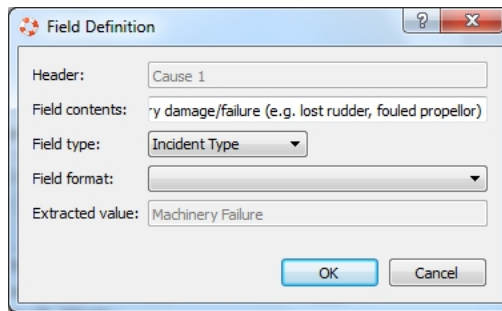 Field Definition
Header: Cause 1
Field contents: damage/failure (e.g. lost rudder, fouled propellor)
Field type: Incident Type
Field format:
Extracted value: Machinery Failure
OK Cancel